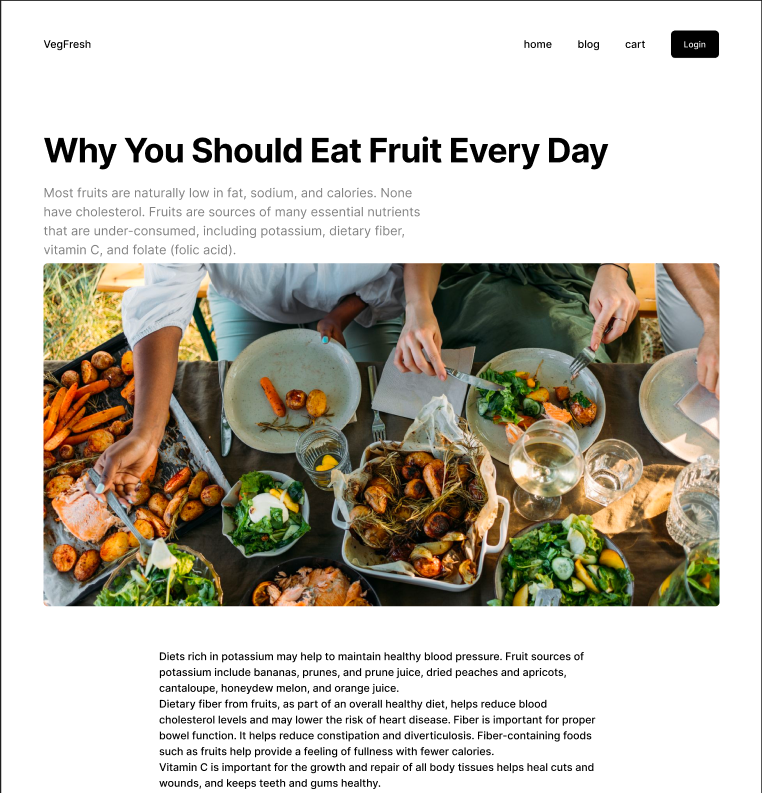 VegFresh
home blog cart Login
Why You Should Eat Fruit Every Day
Most fruits are naturally low in fat, sodium, and calories. None
have cholesterol. Fruits are sources of many essential nutrients
that are under-consumed, including potassium, dietary fiber,
vitamin C, and folate (folic acid).
Diets rich in potassium may help to maintain healthy blood pressure. Fruit sources of
potassium include bananas, prunes, and prune juice, dried peaches and apricots,
cantaloupe, honeydew melon, and orange juice.
Dietary fiber from fruits, as part of an overall healthy diet, helps reduce blood
cholesterol levels and may lower the risk of heart disease. Fiber is important for proper
bowel function. It helps reduce constipation and diverticulosis. Fiber-containing foods
such as fruits help provide a feeling of fullness with fewer calories.
Vitamin C is important for the growth and repair of all body tissues helps heal cuts and
wounds, and keeps teeth and gums healthy.